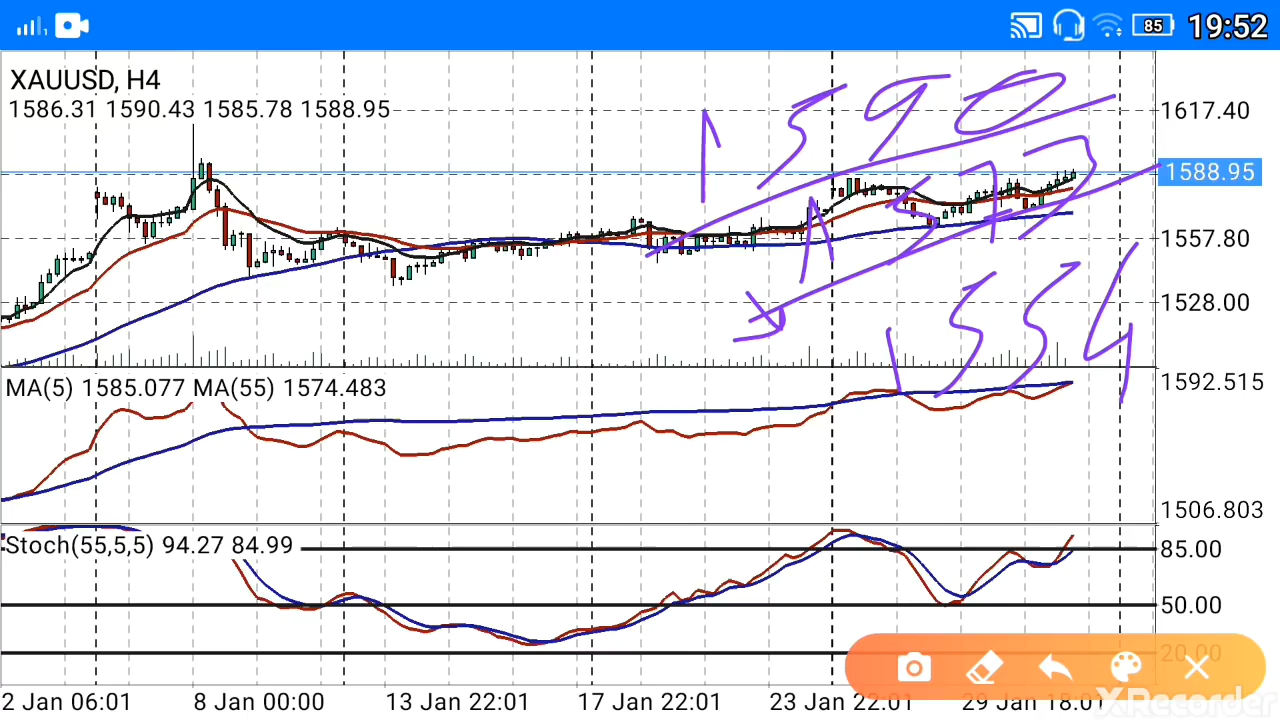 85 19:52
XAUUSD, H4
1586.31 1590.43 1585.78 1588.95
1617.40
1590
1588.95
1573
1557.80
1528.00
1554
MA(5) 1585.077 MA(55) 1574.483
1592.515
1506.803
Stoch(55,5,5) 94.27 84.99
85.00
50.00
20.00
2 Jan 06:01 8 Jan 00:00 13 Jan 22:01 17 Jan 22:01 23 Jan 22:01 29 Jan 18:01
XRecorder